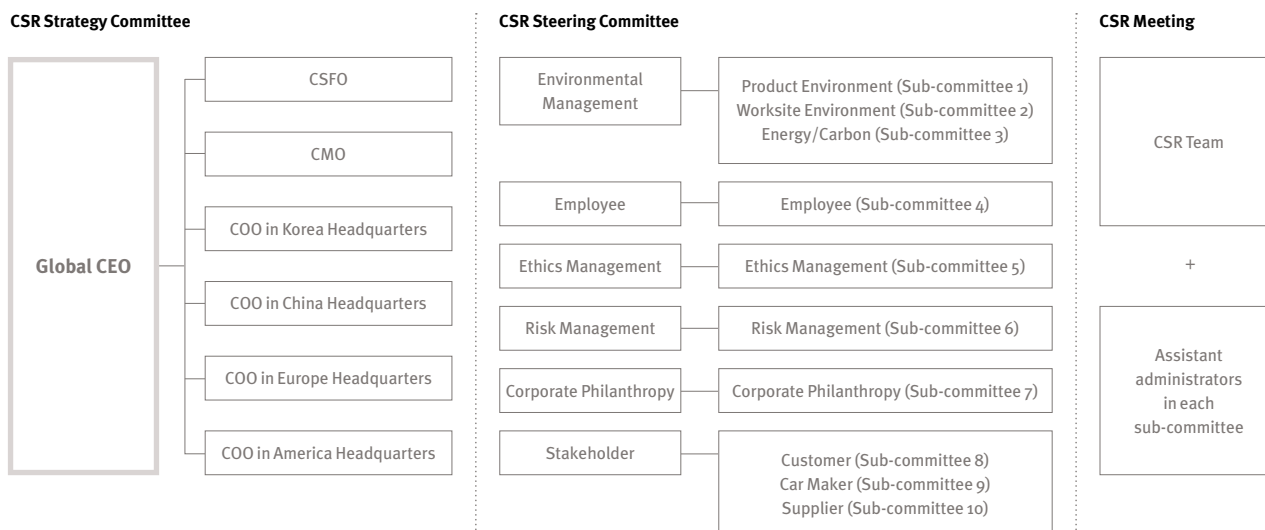 CSR Strategy Committee
Global CEO
CSFO
CMO
COO in Korea Headquarters
COO in China Headquarters
COO in Europe Headquarters
COO in America Headquarters
CSR Steering Committee
Environmental
Management
Product Environment (Sub-committee 1)
Worksite Environment (Sub-committee 2)
Energy/Carbon (Sub-committee 3)
Employee
Employee (Sub-committee 4)
Ethics Management
Ethics Management (Sub-committee 5)
Risk Management
Risk Management (Sub-committee 6)
Corporate Philanthropy
Corporate Philanthropy (Sub-committee 7)
Stakeholder
Customer (Sub-committee 8)
Car Maker (Sub-committee 9)
Supplier (Sub-committee 10)
CSR Meeting
CSR Team
+
Assistant
administrators
in each
sub-committee